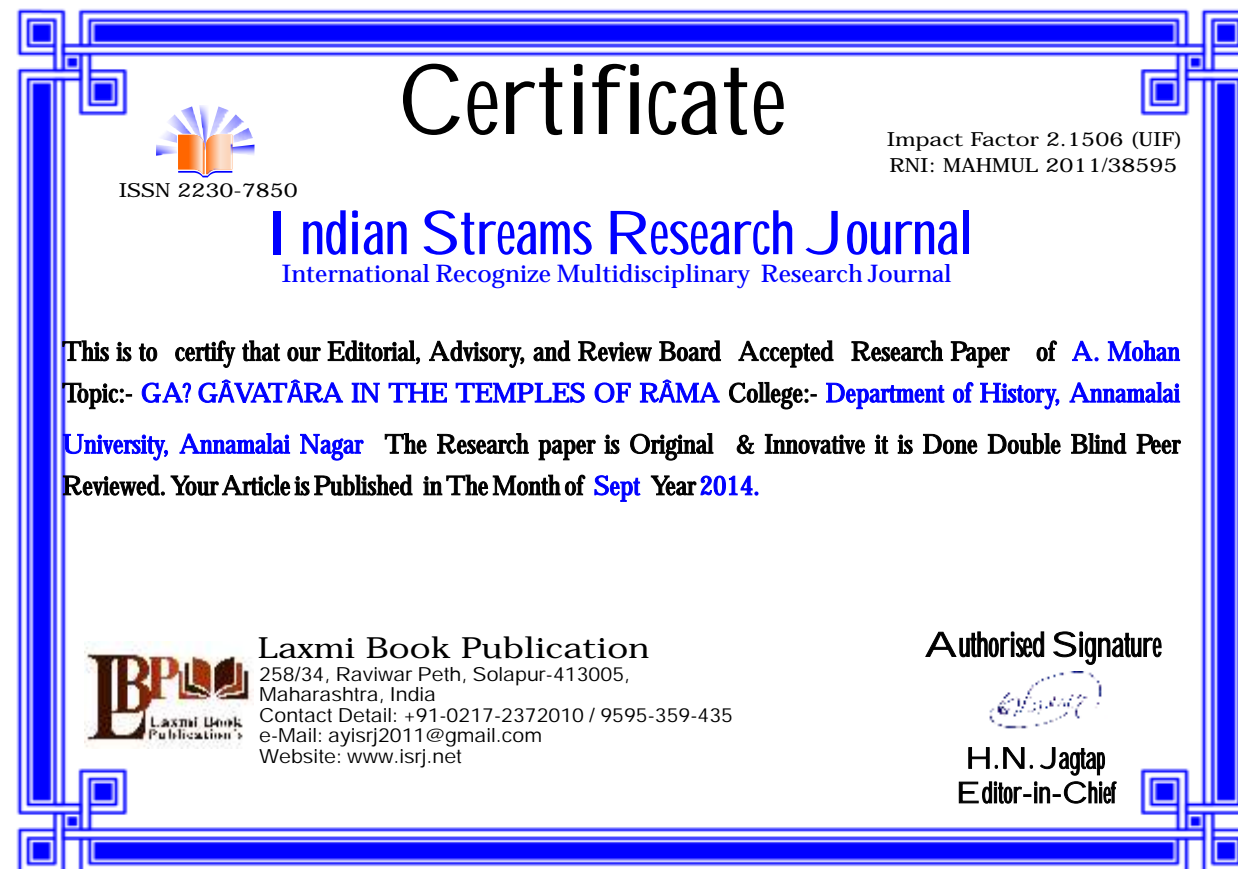 Certificate
Impact Factor 2.1506 (UIF)
RNI: MAHMUL 2011/38595
ISSN 2230-7850
Indian Streams Research Journal
International Recognize Multidisciplinary Research Journal
This is to certify that our Editorial, Advisory, and Review Board Accepted Research Paper of A. Mohan
Topic:- GA? GÂVATÂRA IN THE TEMPLES OF RÂMA College:- Department of History, Annamalai
University, Annamalai Nagar The Research paper is Original & Innovative it is Done Double Blind Peer
Reviewed. Your Article is Published in The Month of Sept Year 2014.
LBP
Laxmi Book
Publication's
Laxmi Book Publication
258/34, Raviwar Peth, Solapur-413005,
Maharashtra, India
Contact Detail: +91-0217-2372010 / 9595-359-435
e-Mail: ayisrj2011@gmail.com
Website: www.isrj.net
Authorised Signature
H.N. Jagtap
Editor-in-Chief